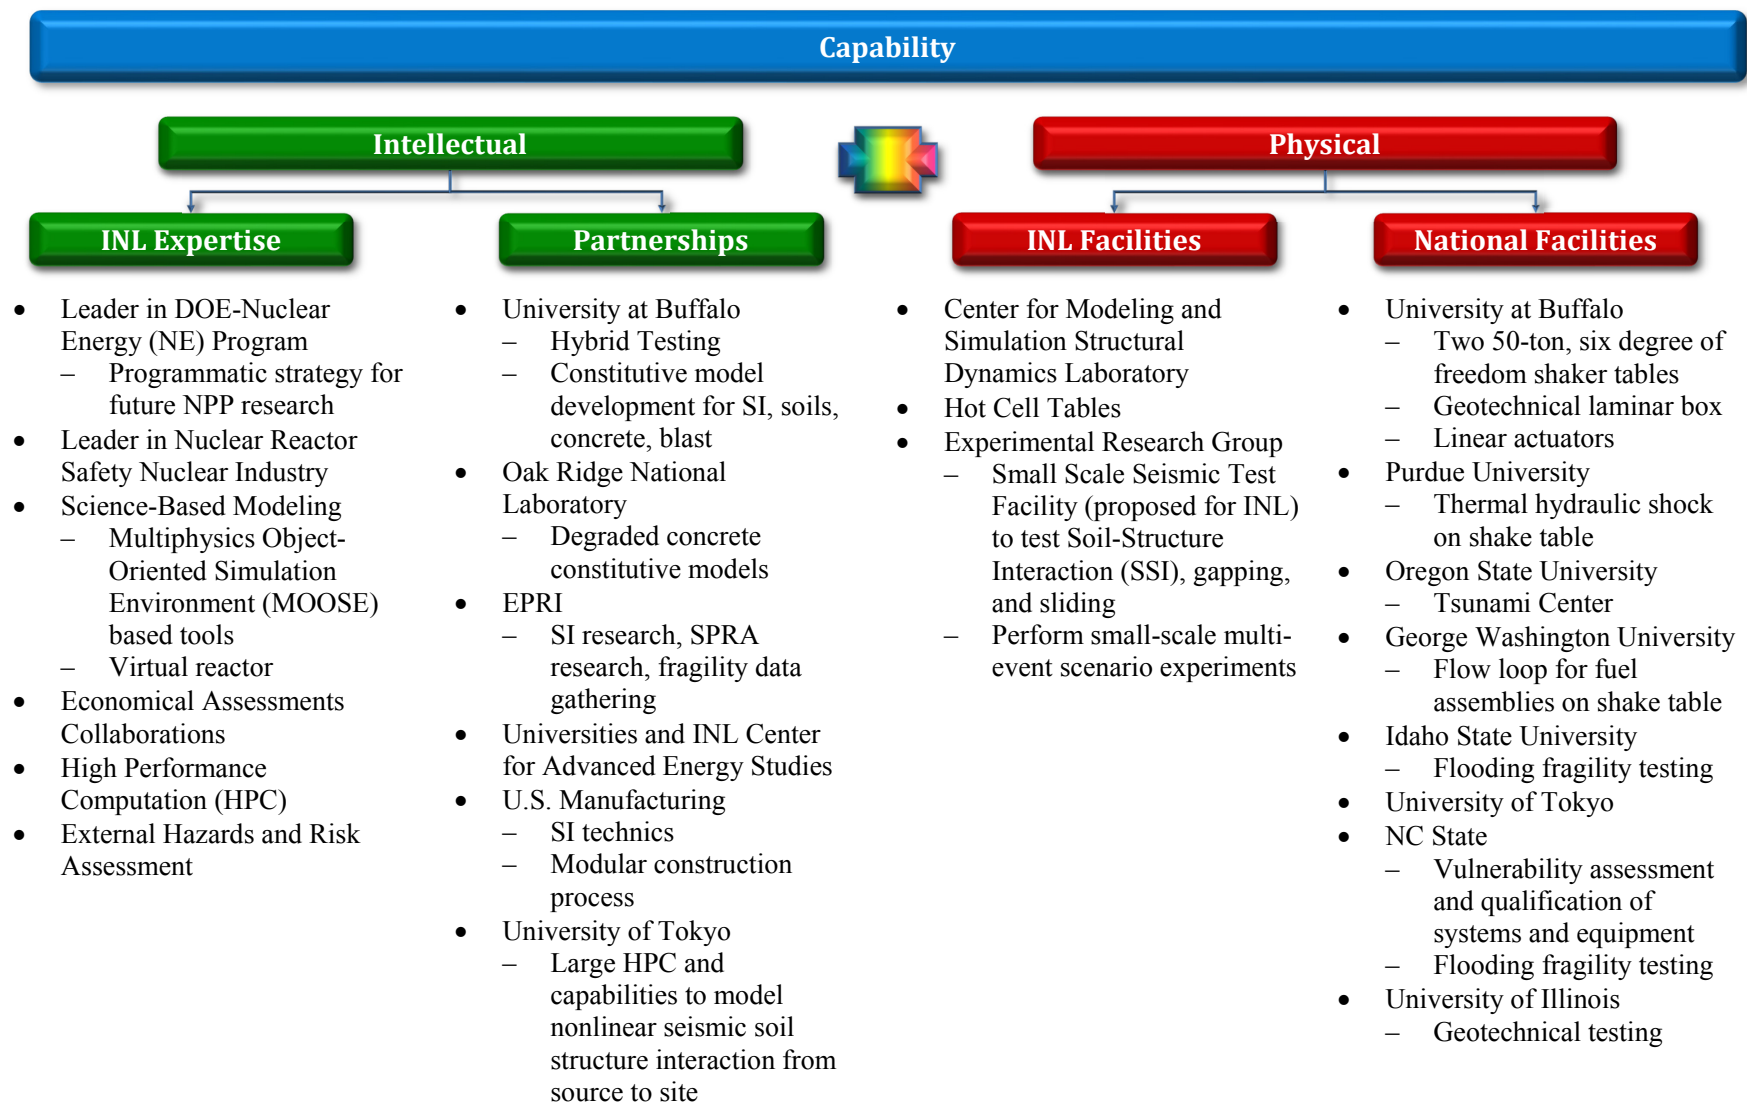 Capability
Intellectual
Physical
INL Expertise
Partnerships
INL Facilities
National Facilities
• Leader in DOE-Nuclear
Energy (NE) Program
– Programmatic strategy for
future NPP research
• Leader in Nuclear Reactor
Safety Nuclear Industry
• Science-Based Modeling
– Multiphysics Object-
Oriented Simulation
Environment (MOOSE)
based tools
– Virtual reactor
• Economical Assessments
Collaborations
• High Performance
Computation (HPC)
• External Hazards and Risk
Assessment
• University at Buffalo
– Hybrid Testing
– Constitutive model
development for SI, soils,
concrete, blast
• Oak Ridge National
Laboratory
– Degraded concrete
constitutive models
• EPRI
– SI research, SPRA
research, fragility data
gathering
• Universities and INL Center
for Advanced Energy Studies
• U.S. Manufacturing
– SI technics
– Modular construction
process
• University of Tokyo
– Large HPC and
capabilities to model
nonlinear seismic soil
structure interaction from
source to site
• Center for Modeling and
Simulation Structural
Dynamics Laboratory
• Hot Cell Tables
• Experimental Research Group
– Small Scale Seismic Test
Facility (proposed for INL)
to test Soil-Structure
Interaction (SSI), gapping,
and sliding
– Perform small-scale multi-
event scenario experiments
• University at Buffalo
– Two 50-ton, six degree of
freedom shaker tables
– Geotechnical laminar box
– Linear actuators
• Purdue University
– Thermal hydraulic shock
on shake table
• Oregon State University
– Tsunami Center
• George Washington University
– Flow loop for fuel
assemblies on shake table
• Idaho State University
– Flooding fragility testing
• University of Tokyo
• NC State
– Vulnerability assessment
and qualification of
systems and equipment
– Flooding fragility testing
• University of Illinois
– Geotechnical testing